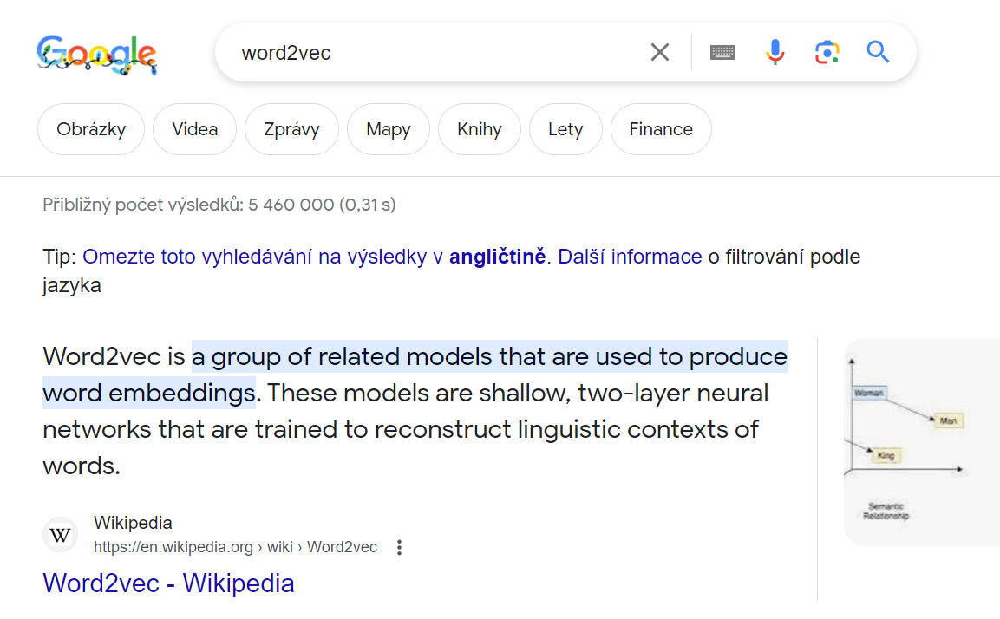 Google
word2vec
Obrázky
Videa
Zprávy
Mapy
Knihy
Lety
Finance
Přibližný počet výsledků: 5 460 000 (0,31 s)
Tip: Omezte toto vyhledávání na výsledky v angličtině. Další informace o filtrování podle
jazyka
Word2vec is a group of related models that are used to produce
word embeddings. These models are shallow, two-layer neural
networks that are trained to reconstruct linguistic contexts of
words.
Woman
Man
King
Semantic
Relationship
W
Wikipedia
https://en.wikipedia.org › wiki › Word2vec
Word2vec - Wikipedia